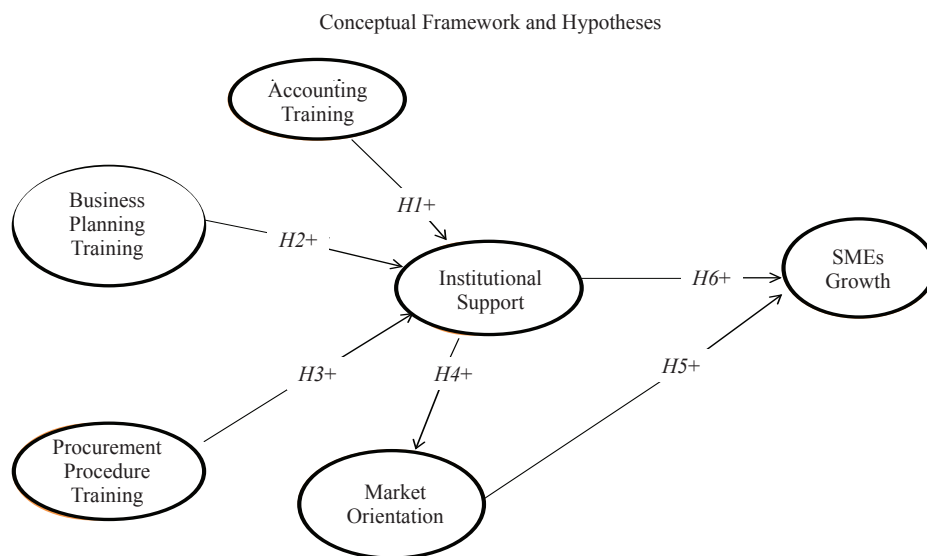 Conceptual Framework and Hypotheses
Accounting
Training
H1+
Business
Planning
Training
H2+
Institutional
Support
H6+
SMEs
Growth
H3+
H4+
H5+
Procurement
Procedure
Training
Market
Orientation